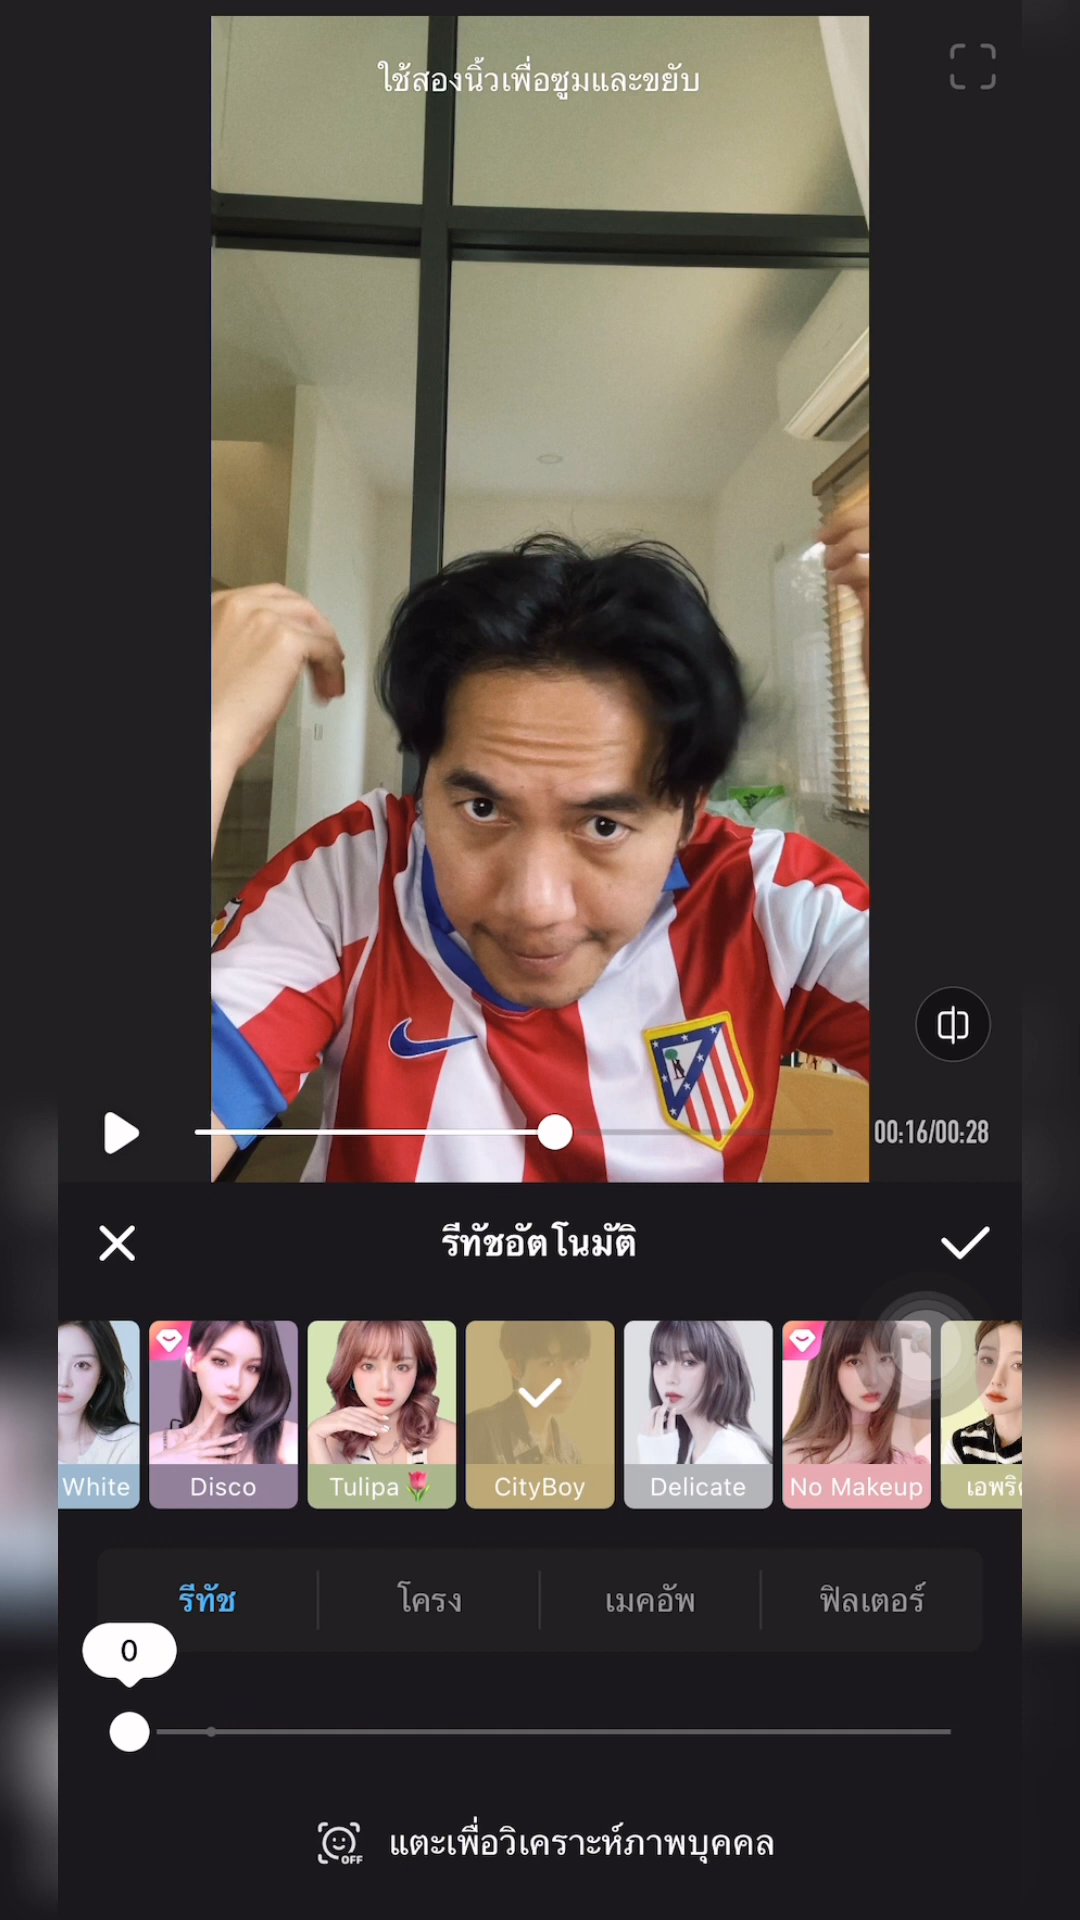 ใช้สองนิ้วเพื่อซูมและขยับ
00:16/00:28
รีทัชอัตโนมัติ
White
Disco
Tulipa🌷
CityBoy
Delicate
No Makeup
รีทัช
โครง
เมคอัพ
ฟิลเตอร์
0
OFF
แตะเพื่อวิเคราะห์ภาพบุคคล